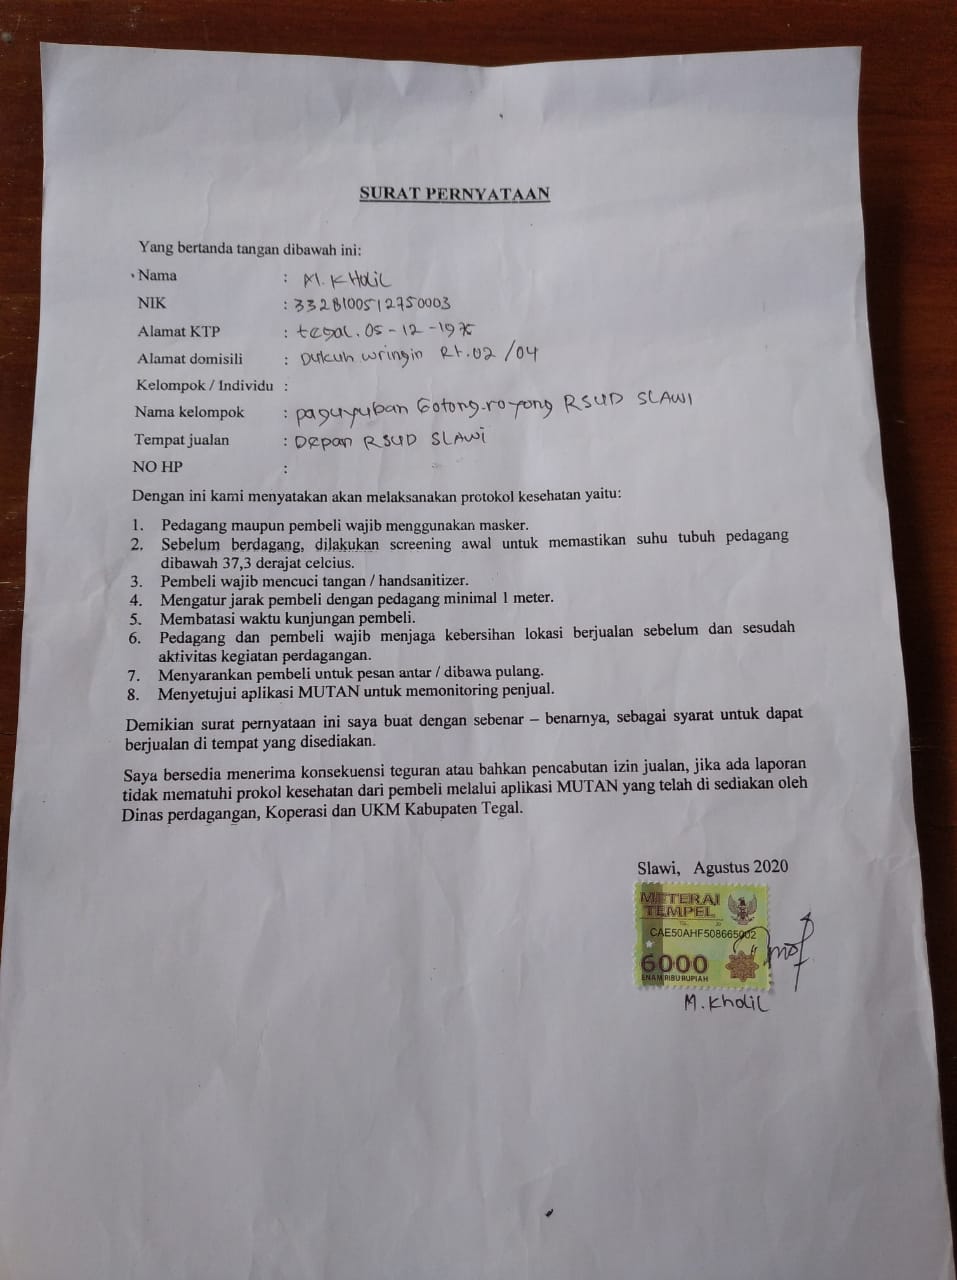 SURAT PERNYATAAN
Yang bertanda tangan dibawah ini:
Nama : M. KHOLIL
NIK : 3328100512750003
Alamat KTP : tegal. 05-12-1975
Alamat domisili : Dukuh wringin Rt. 02 /04
Kelompok / Individu :
Nama kelompok : paguyuban Gotong-royong RSUD SLAWI
Tempat jualan : Depan RSUD SLAWI
NO HP :
Dengan ini kami menyatakan akan melaksanakan protokol kesehatan yaitu:
1. Pedagang maupun pembeli wajib menggunakan masker.
2. Sebelum berdagang, dilakukan screening awal untuk memastikan suhu tubuh pedagang
dibawah 37,3 derajat celcius.
3. Pembeli wajib mencuci tangan / handsanitizer.
4. Mengatur jarak pembeli dengan pedagang minimal 1 meter.
5. Membatasi waktu kunjungan pembeli.
6. Pedagang dan pembeli wajib menjaga kebersihan lokasi berjualan sebelum dan sesudah
aktivitas kegiatan perdagangan.
7. Menyarankan pembeli untuk pesan antar / dibawa pulang.
8. Menyetujui aplikasi MUTAN untuk memonitoring penjual.
Demikian surat pernyataan ini saya buat dengan sebenar – benarnya, sebagai syarat untuk dapat
berjualan di tempat yang disediakan.
Saya bersedia menerima konsekuensi teguran atau bahkan pencabutan izin jualan, jika ada laporan
tidak mematuhi prokol kesehatan dari pembeli melalui aplikasi MUTAN yang telah di sediakan oleh
Dinas perdagangan, Koperasi dan UKM Kabupaten Tegal.
Slawi, Agustus 2020
METERAI
TEMPEL
CAE50AHF508665002
6000
ENAM RIBU RUPIAH
M. Kholil